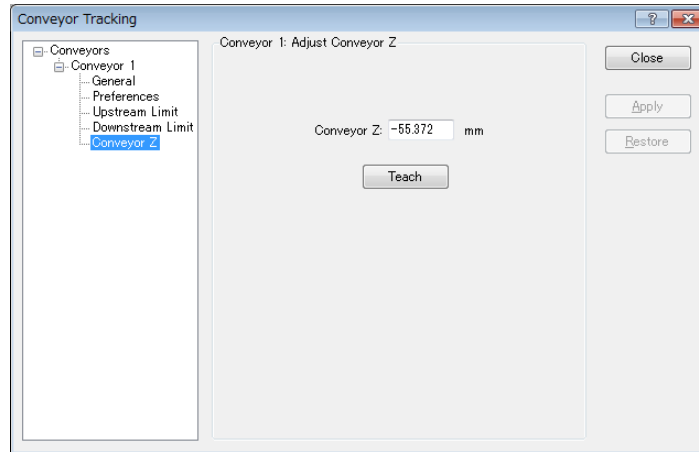 Conveyor Tracking
Conveyors
Conveyor 1
General
Preferences
Upstream Limit
Downstream Limit
Conveyor Z
Conveyor 1: Adjust Conveyor Z
Conveyor Z: -55.372 mm
Teach
Close
Apply
Restore